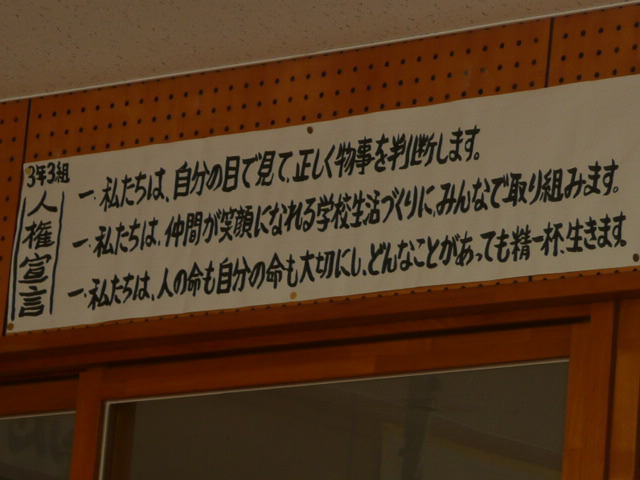 3年3組
人権宣言
一.私たちは、自分の目で見て、正しく物事を判断します。
一.私たちは、仲間が笑顔になれる学校生活づくりに、みんなで取り組みます。
一.私たちは、人の命も自分の命も大切にし、どんなことがあっても精一杯、生きます